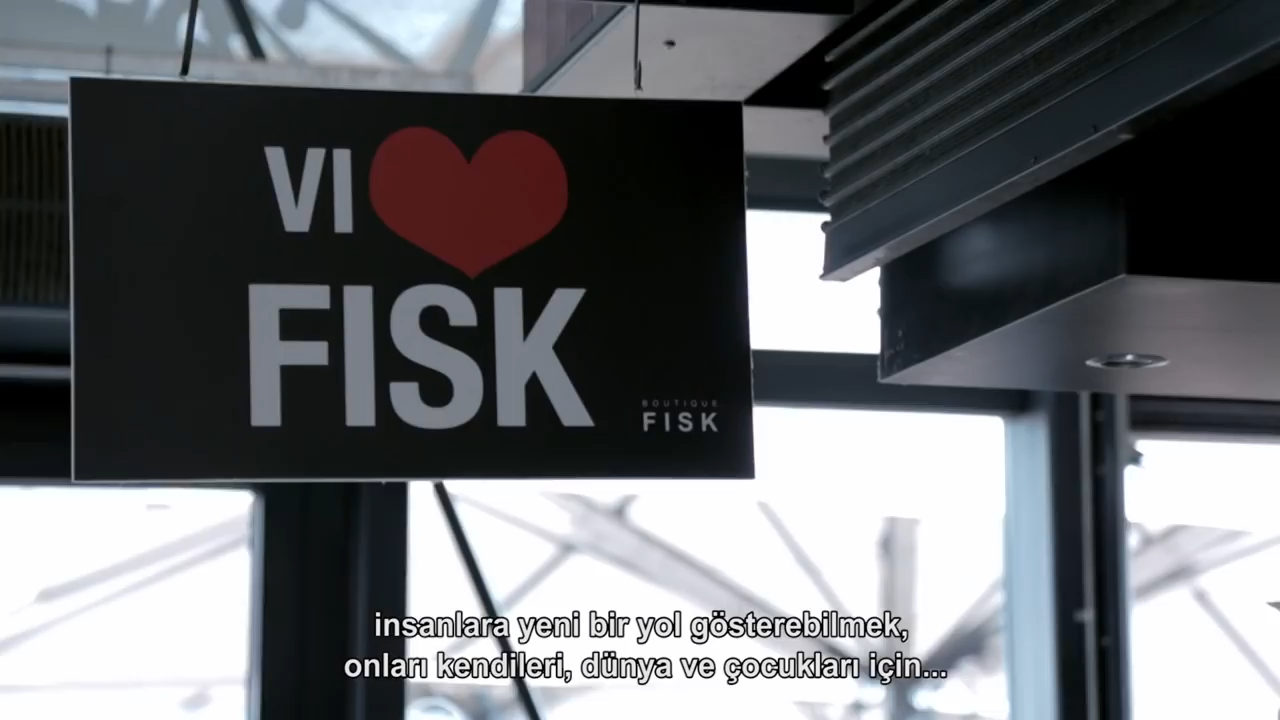 VI
FISK
BOUTIQUE
FISK
insanlara yeni bir yol gösterebilmek,
onları kendileri, dünya ve çocukları için...